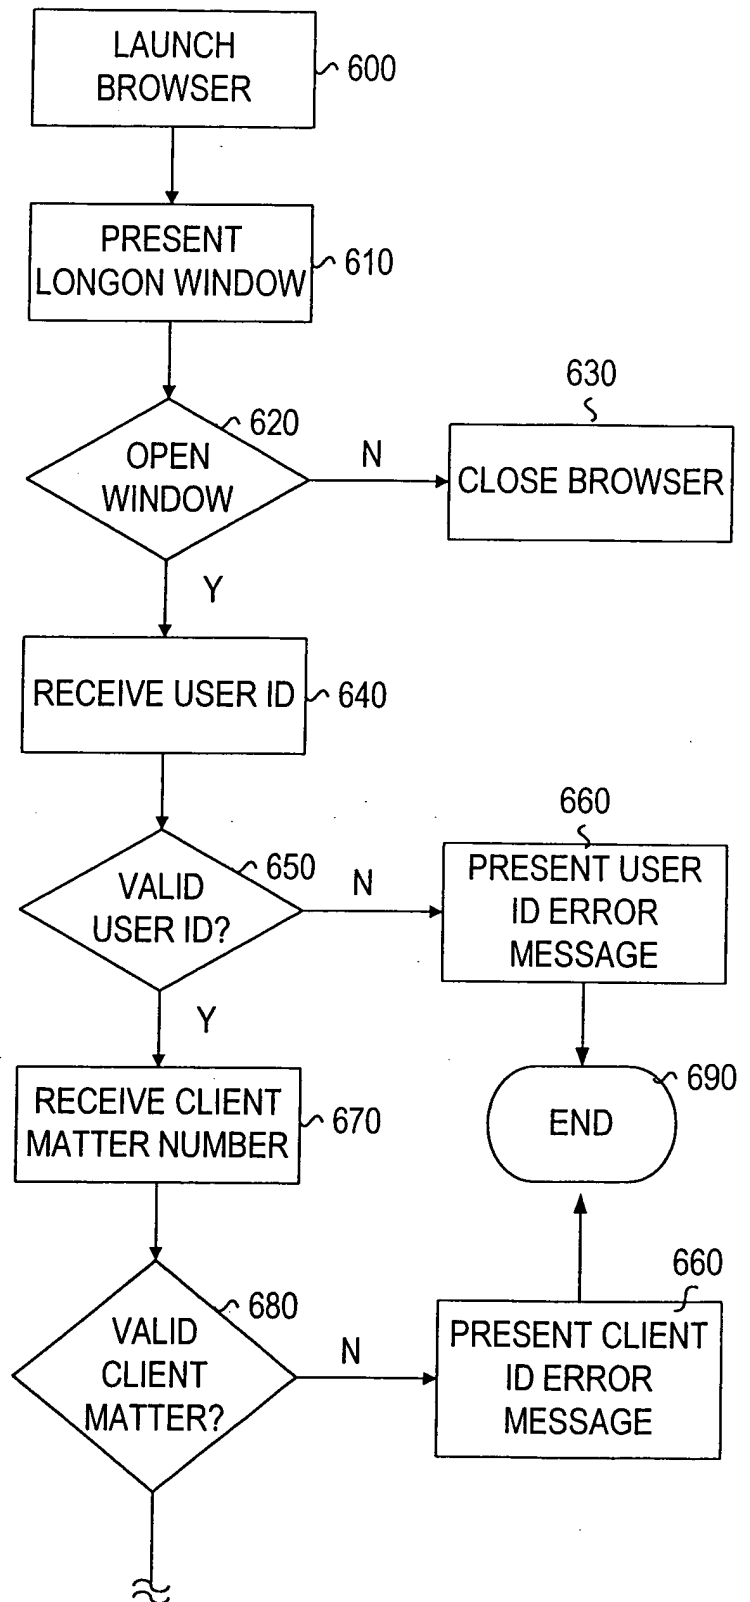 LAUNCH
BROWSER
600
PRESENT
LONGON WINDOW
610
620
OPEN
WINDOW
N
630
CLOSE BROWSER
Y
RECEIVE USER ID
640
650
VALID
USER ID?
N
660
PRESENT USER
ID ERROR
MESSAGE
Y
690
END
RECEIVE CLIENT
MATTER NUMBER
670
680
VALID
CLIENT
MATTER?
N
660
PRESENT CLIENT
ID ERROR
MESSAGE